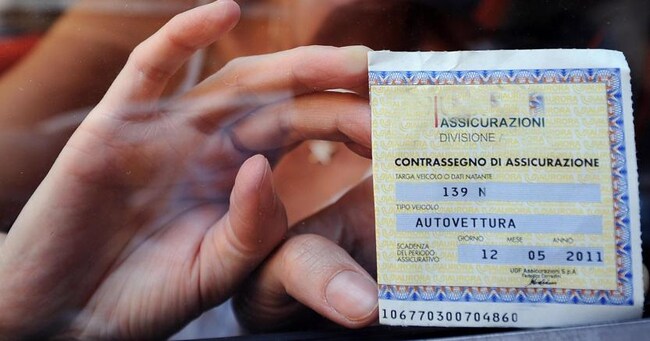 ASSICURAZIONI
DIVISIONE
CONTRASSEGNO DI ASSICURAZIONE
TARGA VEICOLO O DATI NATANTE
139 N
TIPO VEICOLO
AUTOVETTURA
GIORNO MESE ANNO
SCADENZA
DEL PERIODO
ASSICURATIVO
12 05 2011
UGF Assicurazioni S.p.A.
106770300704860